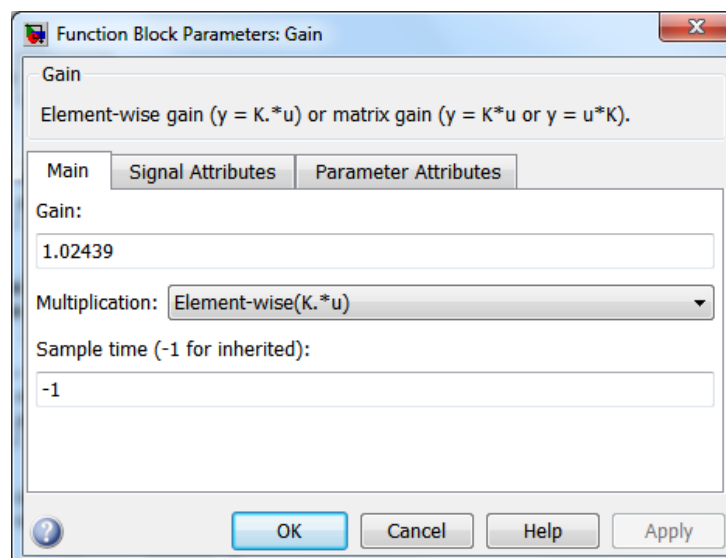 Function Block Parameters: Gain
Gain
Element-wise gain (y = K.*u) or matrix gain (y = K*u or y = u*K).
Main Signal Attributes Parameter Attributes
Gain:
1.02439
Multiplication: Element-wise(K.*u)
Sample time (-1 for inherited):
-1
? OK Cancel Help Apply